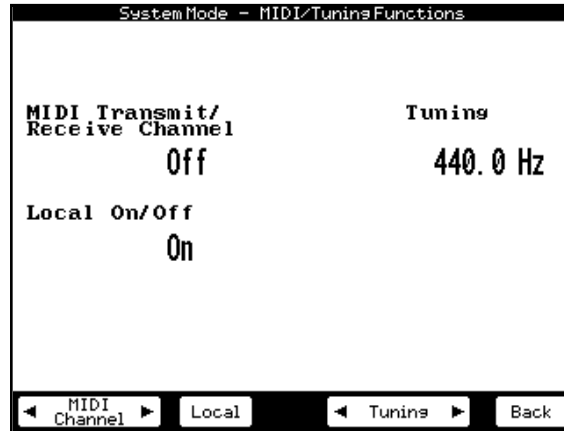 System Mode - MIDI/Tuning Functions
MIDI Transmit/
Receive Channel
Tuning
Off
440.0 Hz
Local On/Off
On
◄ MIDI Channel ►
Local
◄ Tuning ►
Back